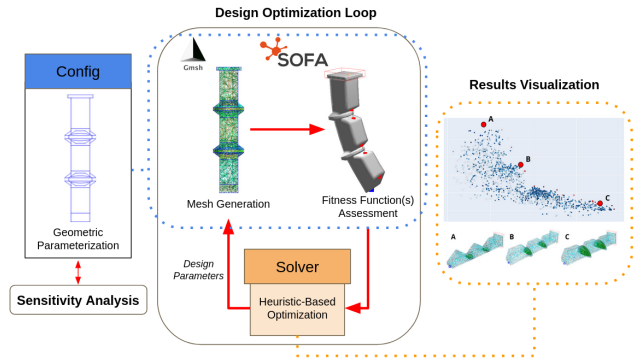 Design Optimization Loop
Config
Gmsh
SOFA
Results Visualization
A
B
C
Mesh Generation
Fitness Function(s)
Assessment
Geometric
Parameterization
A
B
C
Design
Parameters
Solver
Heuristic-Based
Optimization
Sensitivity Analysis